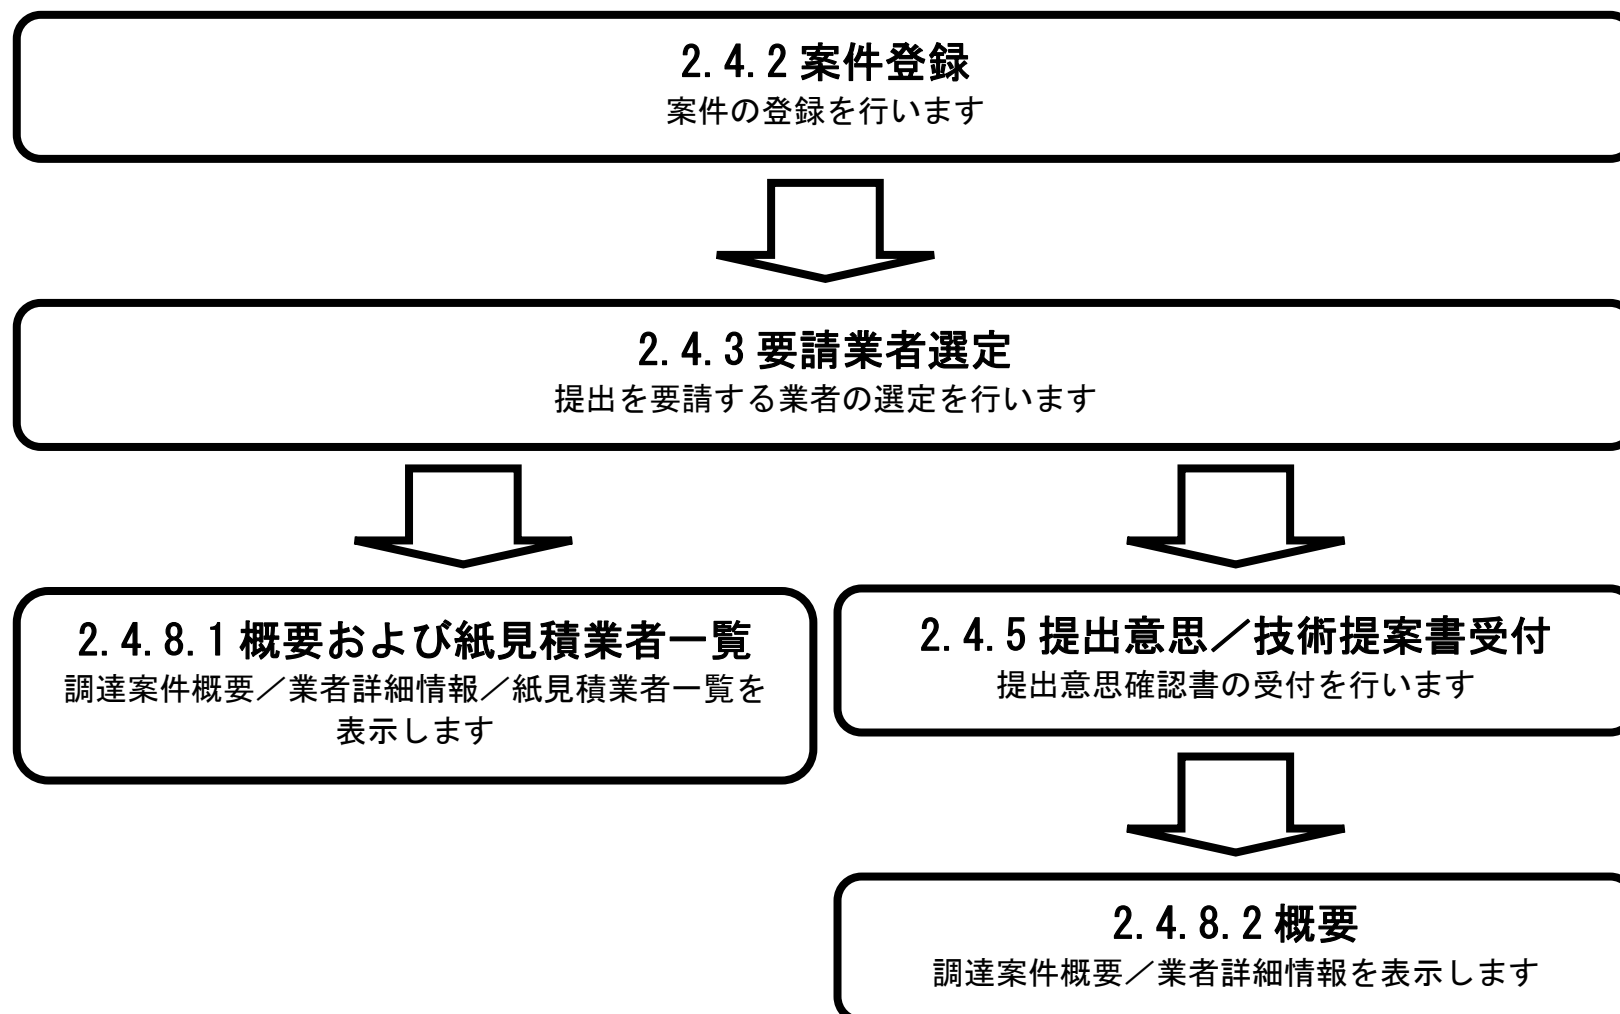 2.4.2 案件登録
案件の登録を行います
2.4.3 要請業者選定
提出を要請する業者の選定を行います
2.4.8.1 概要および紙見積業者一覧
調達案件概要／業者詳細情報／紙見積業者一覧を
表示します
2.4.5 提出意思／技術提案書受付
提出意思確認書の受付を行います
2.4.8.2 概要
調達案件概要／業者詳細情報を表示します